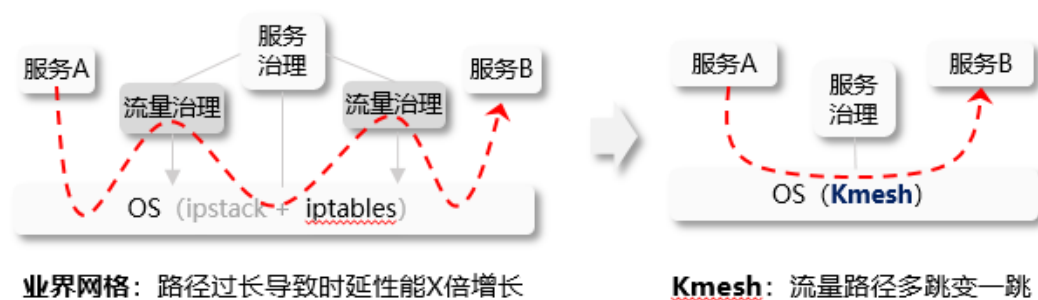 服务
治理
服务A
服务B
流量治理
流量治理
OS（ipstack + iptables）
业界网格：路径过长导致时延性能X倍增长
服务A
服务B
服务
治理
OS（Kmesh）
Kmesh：流量路径多跳变一跳